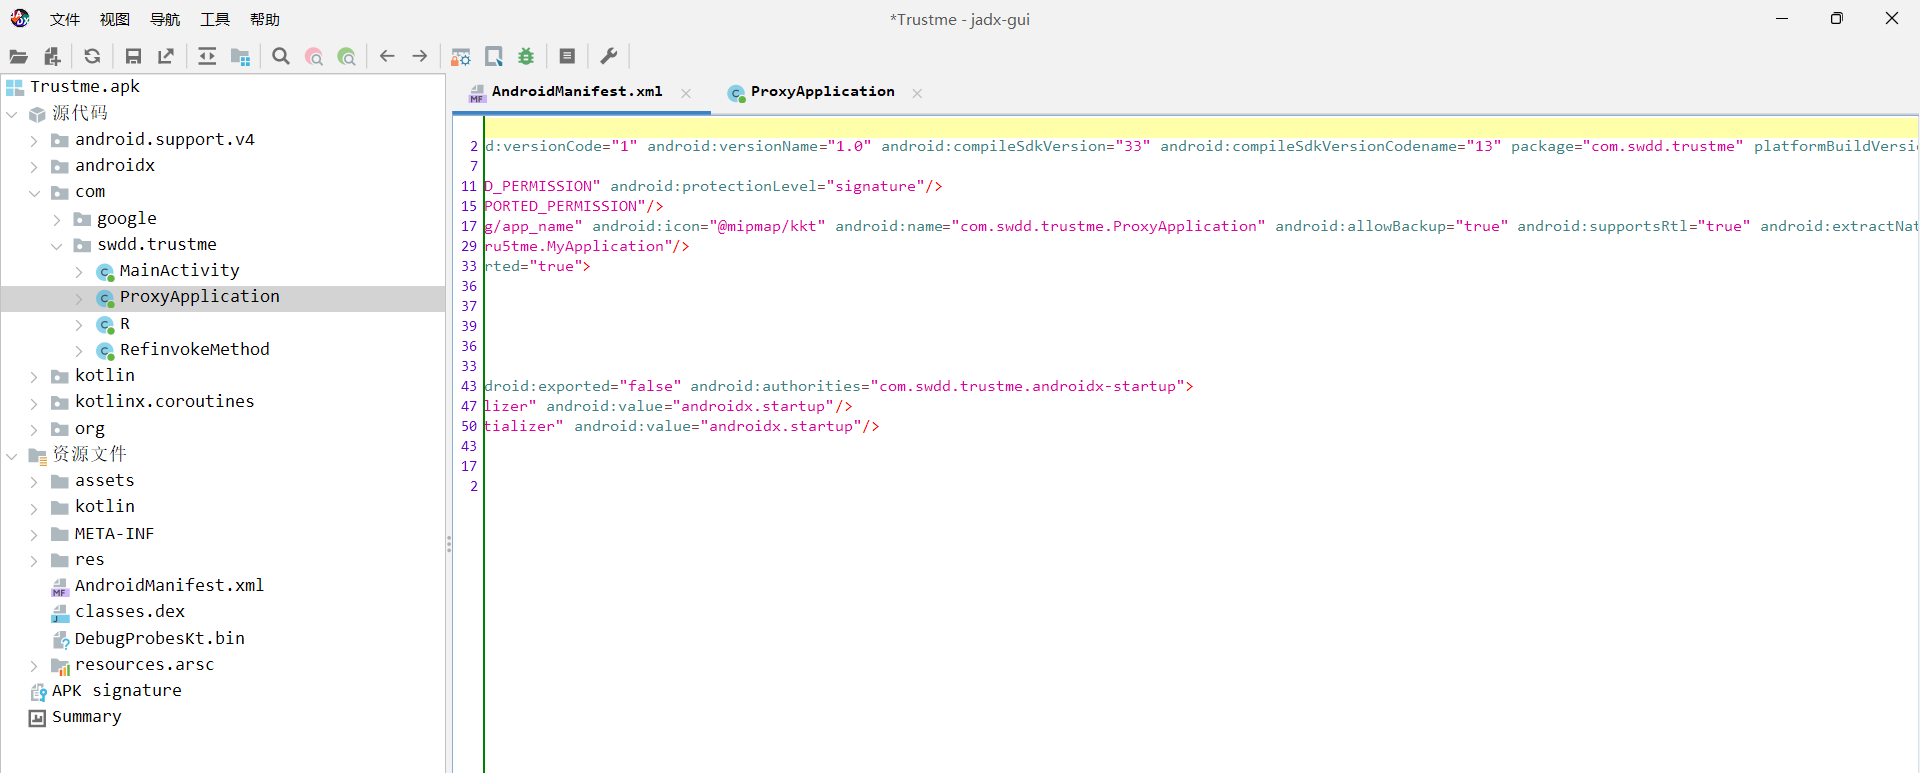 文件 视图 导航 工具 帮助
*Trustme - jadx-gui
Trustme.apk
源代码
android.support.v4
androidx
com
google
swdd.trustme
MainActivity
ProxyApplication
R
RefinvokeMethod
kotlin
kotlinx.coroutines
org
资源文件
assets
kotlin
META-INF
res
AndroidManifest.xml
classes.dex
DebugProbesKt.bin
resources.arsc
APK signature
Summary
AndroidManifest.xml ProxyApplication
2 d:versionCode="1" android:versionName="1.0" android:compileSdkVersion="33" android:compileSdkVersionCodename="13" package="com.swdd.trustme" platformBuildVersi
7
11 D_PERMISSION" android:protectionLevel="signature"/>
15 PORTED_PERMISSION"/>
17 g/app_name" android:icon="@mipmap/kkt" android:name="com.swdd.trustme.ProxyApplication" android:allowBackup="true" android:supportsRtl="true" android:extractNat
29 ru5tme.MyApplication"/>
33 rted="true">
36
37
39
36
33
43 droid:exported="false" android:authorities="com.swdd.trustme.androidx-startup">
47 lizer" android:value="androidx.startup"/>
50 tializer" android:value="androidx.startup"/>
43
17
2